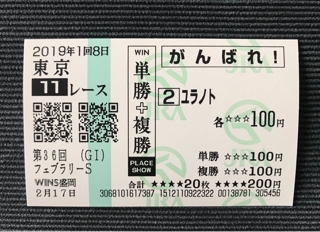 2019年1回8日
東京
11レース
第36回 (GI)
フェブラリーS
WINS盛岡
2月17日
WIN
単勝+複勝
PLACE
SHOW
がんばれ!
2 ユラノト
各☆☆☆100円
単勝 ☆☆☆100円
複勝 ☆☆☆100円
合計 ★★★★20枚 ★★★★200円
3068101617387 1512110922322 00138781 304456